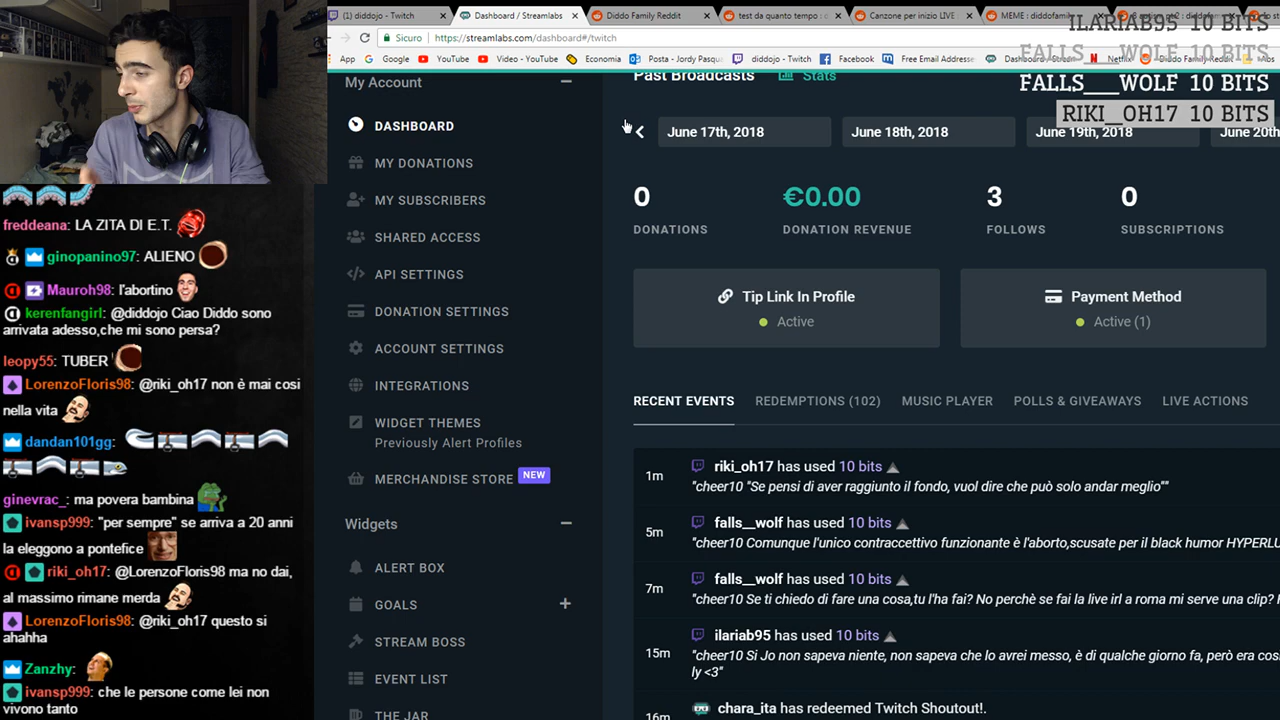 (1) diddojo - Twitch
Dashboard / Streamlabs
Diddo Family Reddit
test da quanto tempo :
Canzone per inizio LIVE
MEME : diddofam
ILARIAB95 10 BITS
FALLS___WOLF 10 BITS
FALLS___WOLF 10 BITS
RIKI_OH17 10 BITS
Sicuro
https://streamlabs.com/dashboard#/twitch
App
Google
YouTube
Video - YouTube
Economia
Posta - Jordy Pasqu
diddojo - Twitch
Facebook
Free Email Addresse
Dashboard
My Account
DASHBOARD
MY DONATIONS
MY SUBSCRIBERS
SHARED ACCESS
API SETTINGS
DONATION SETTINGS
ACCOUNT SETTINGS
INTEGRATIONS
WIDGET THEMES
Previously Alert Profiles
MERCHANDISE STORE NEW
Widgets
ALERT BOX
GOALS
STREAM BOSS
EVENT LIST
THE JAR
Past Broadcasts
Stats
June 17th, 2018
June 18th, 2018
June 19th, 2018
June 20th
0
DONATIONS
€0.00
DONATION REVENUE
3
FOLLOWS
0
SUBSCRIPTIONS
Tip Link In Profile
Active
Payment Method
Active (1)
RECENT EVENTS
REDEMPTIONS (102)
MUSIC PLAYER
POLLS & GIVEAWAYS
LIVE ACTIONS
1m
riki_oh17 has used 10 bits
"cheer10 "Se pensi di aver raggiunto il fondo, vuol dire che può solo andar meglio""
5m
falls__wolf has used 10 bits
"cheer10 Comunque l'unico contraccettivo funzionante è l'aborto,scusate per il black humor HYPERLU
7m
falls__wolf has used 10 bits
"cheer10 Se ti chiedo di fare una cosa,tu l'ha fai? No perchè se fai la live irl a roma mi serve una clip?
15m
ilariab95 has used 10 bits
"cheer10 Si Jo non sapeva niente, non sapeva che lo avrei messo, è di qualche giorno fa, però era cos
ly <3"
16m
chara_ita has redeemed Twitch Shoutout!.
freddeana: LA ZITA DI E.T.
ginopanino97: ALIENO
Mauroh98: l'abortino
kerenfangirl: @diddojo Ciao Diddo sono
arrivata adesso,che mi sono persa?
leopy55: TUBER
LorenzoFloris98: @riki_oh17 non è mai cosi
nella vita
dandan101gg:
ginevrac_: ma povera bambina
ivansp999: "per sempre" se arriva a 20 anni
la eleggono a pontefice
riki_oh17: @LorenzoFloris98 ma no dai,
al massimo rimane merda
LorenzoFloris98: @riki_oh17 questo si
ahahha
Zanzhy:
ivansp999: che le persone come lei non
vivono tanto